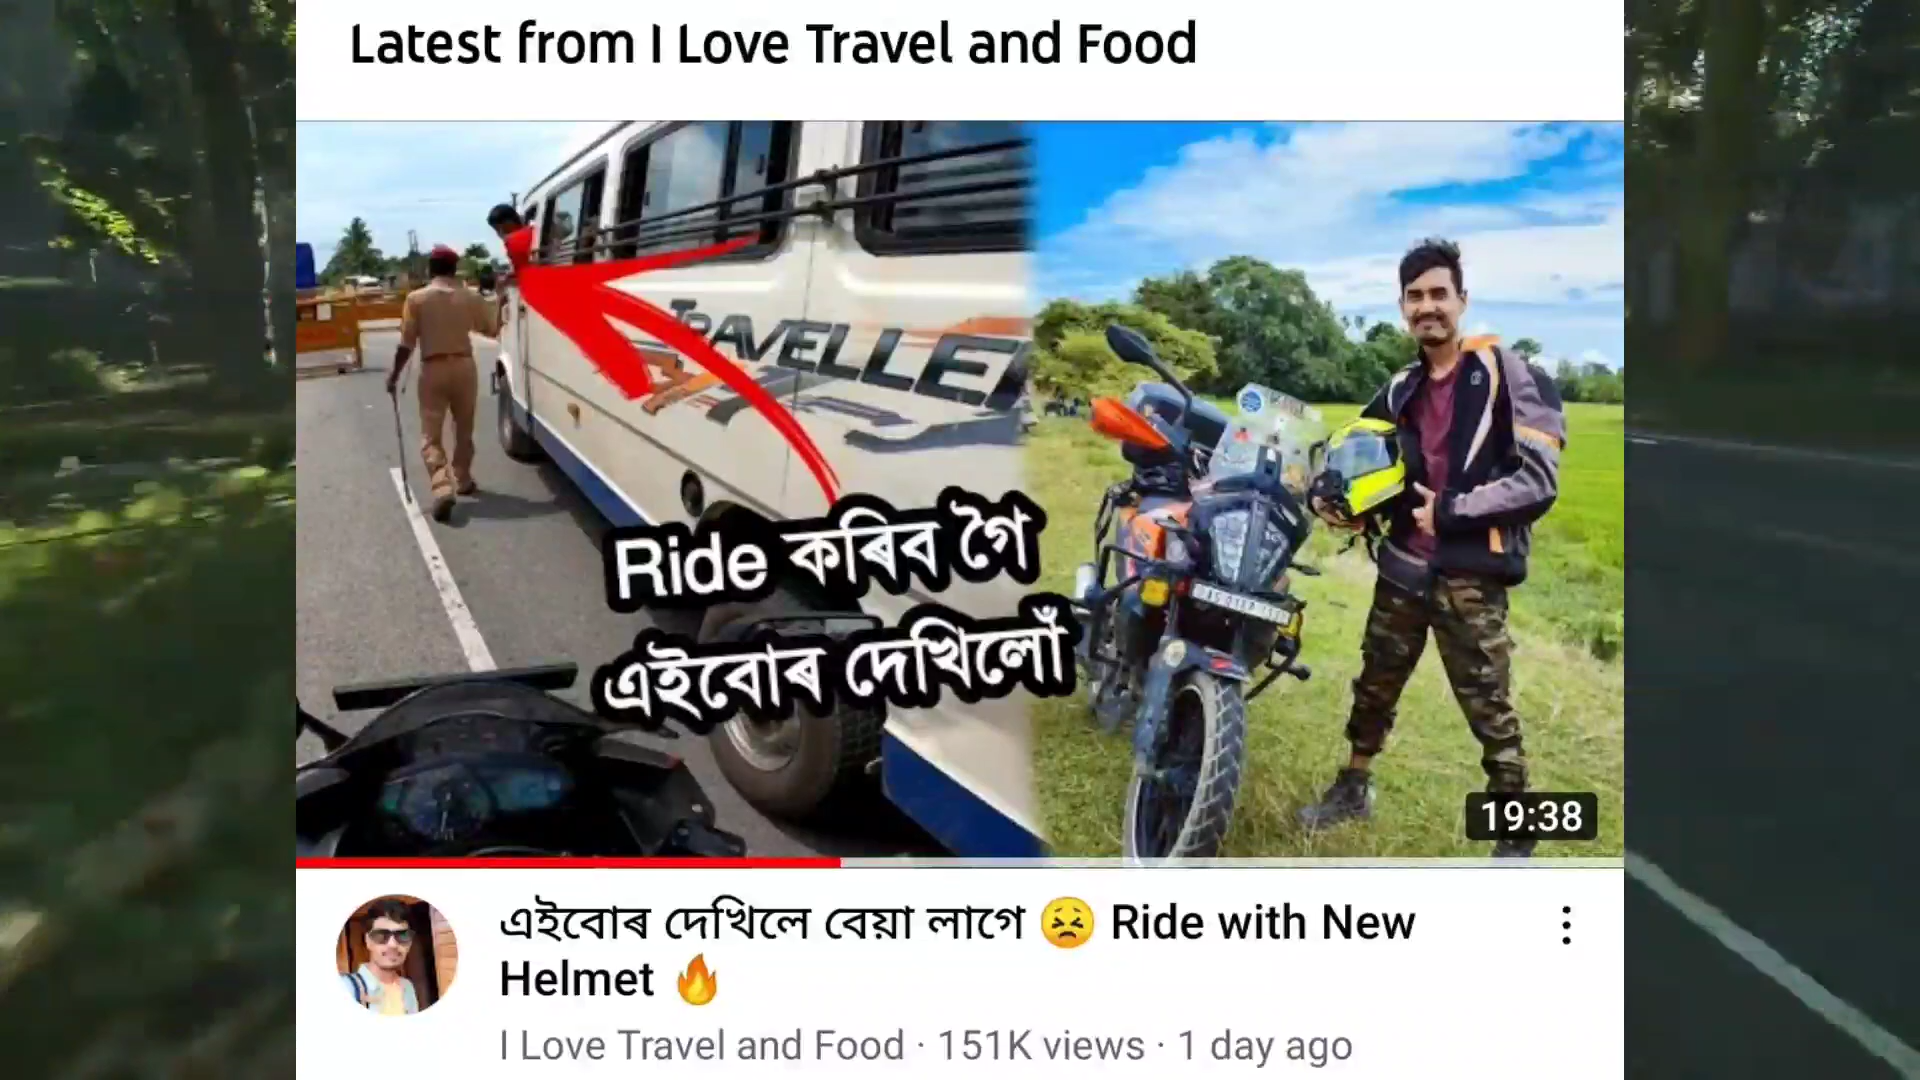 Latest from I Love Travel and Food
TRAVELLER
Ride কৰিব গৈ
এইবোৰ দেখিলোঁ
19:38
এইবোৰ দেখিলে বেয়া লাগে 😣 Ride with New
Helmet 🔥
I Love Travel and Food · 151K views · 1 day ago